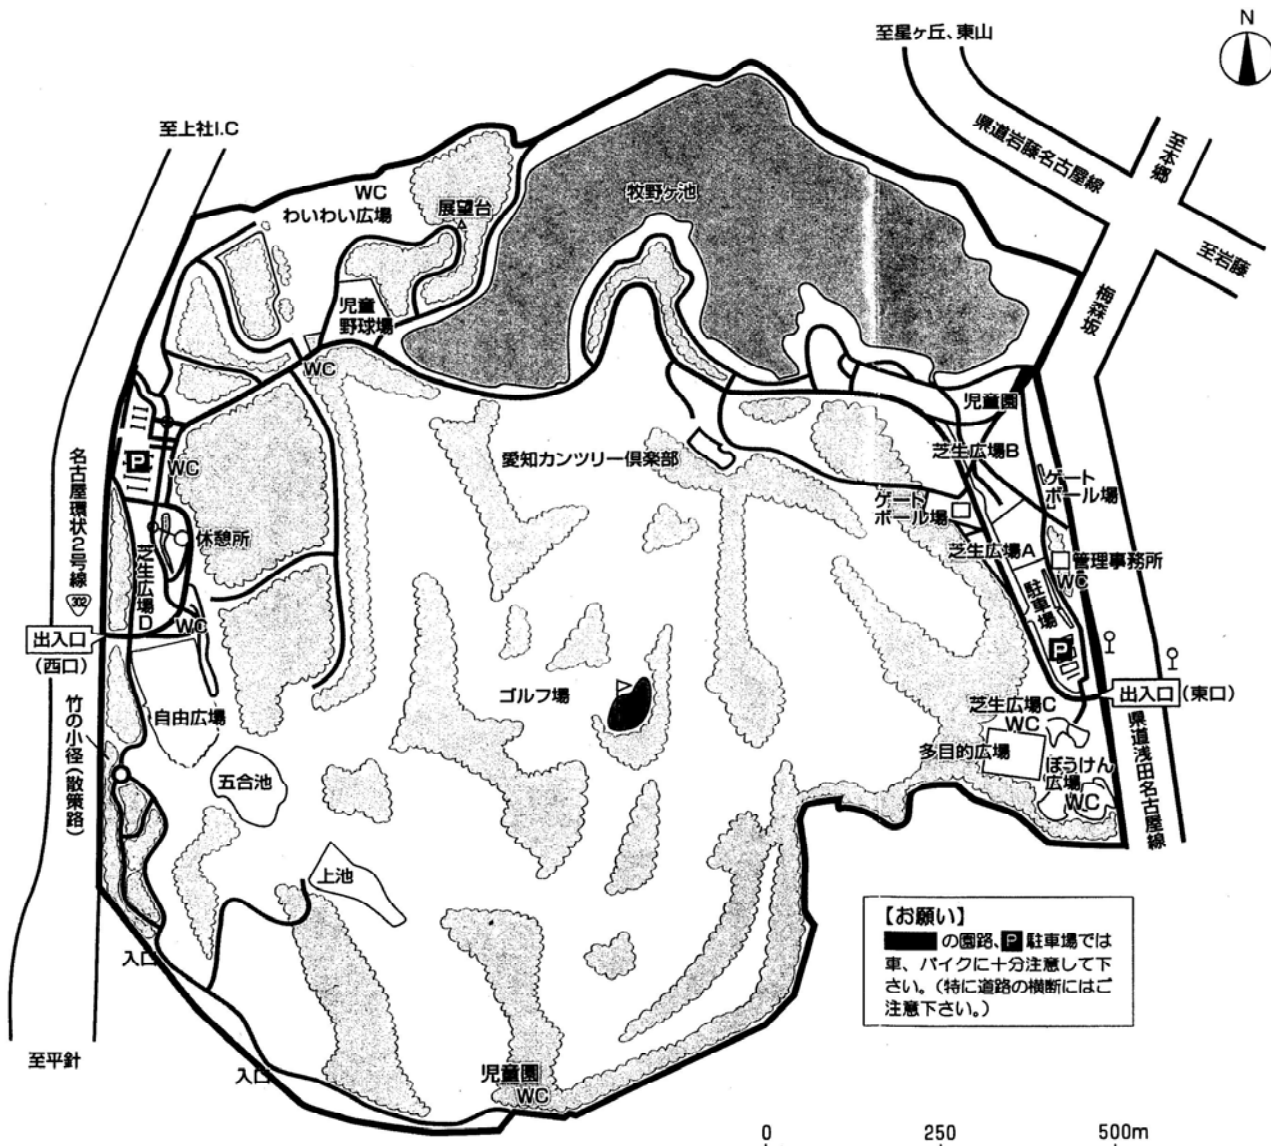 N
至星ヶ丘、東山
至上社I.C
県道岩藤名古屋線
至本郷
至岩藤
梅森坂
WC
わいわい広場
展望台
牧野ヶ池
児童
野球場
WC
児童園
芝生広場B
愛知カンツリー倶楽部
ゲート
ボール場
ゲート
ボール場
芝生広場A
管理事務所
WC
駐車場
P
P
WC
名古屋環状2号線
302
休憩所
芝生広場D
WC
出入口
(西口)
竹の小径(散策路)
自由広場
ゴルフ場
出入口(東口)
芝生広場C
WC
多目的広場
ぼうけん
広場
WC
県道浅田名古屋線
五合池
上池
入口
入口
至平針
児童園
WC
【お願い】
の園路、P駐車場では
車、バイクに十分注意して下
さい。(特に道路の横断にはご
注意下さい。)
0 250 500m